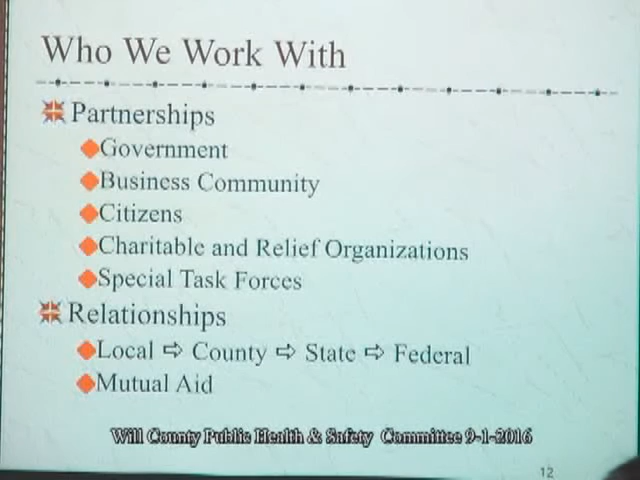 Who We Work With
Partnerships
Government
Business Community
Citizens
Charitable and Relief Organizations
Special Task Forces
Relationships
Local ⇨ County ⇨ State ⇨ Federal
Mutual Aid
Will County Public Health & Safety Committee 9-1-2016
12